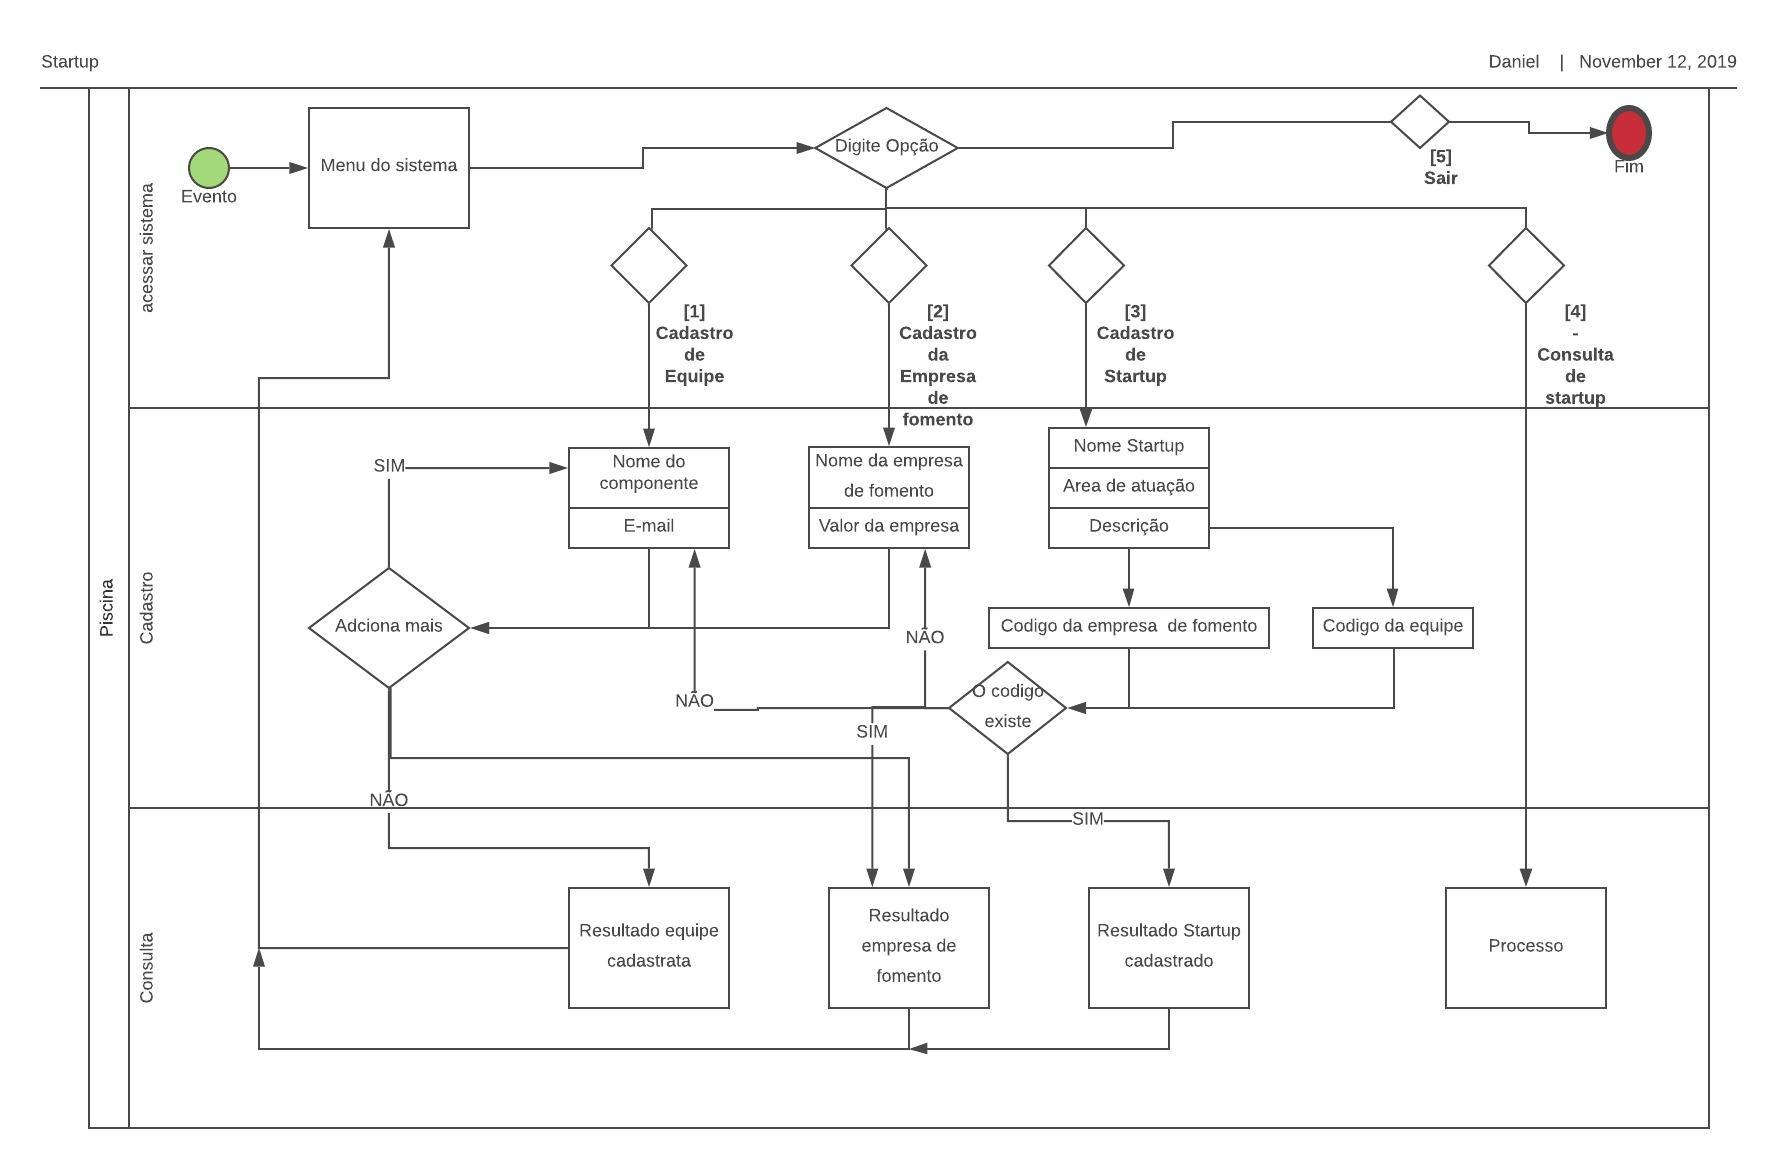 Startup
Daniel | November 12, 2019
Piscina
acessar sistema
Evento
Menu do sistema
Digite Opção
[5]
Sair
Fim
[1]
Cadastro
de
Equipe
[2]
Cadastro
da
Empresa
de
fomento
[3]
Cadastro
de
Startup
[4]
-
Consulta
de
startup
Cadastro
SIM
Nome do
componente
E-mail
Nome da empresa
de fomento
Valor da empresa
Nome Startup
Area de atuação
Descrição
Adciona mais
NÃO
Codigo da empresa  de fomento
Codigo da equipe
NÃO
O codigo
existe
SIM
NÃO
SIM
Consulta
Resultado equipe
cadastrata
Resultado
empresa de
fomento
Resultado Startup
cadastrado
Processo